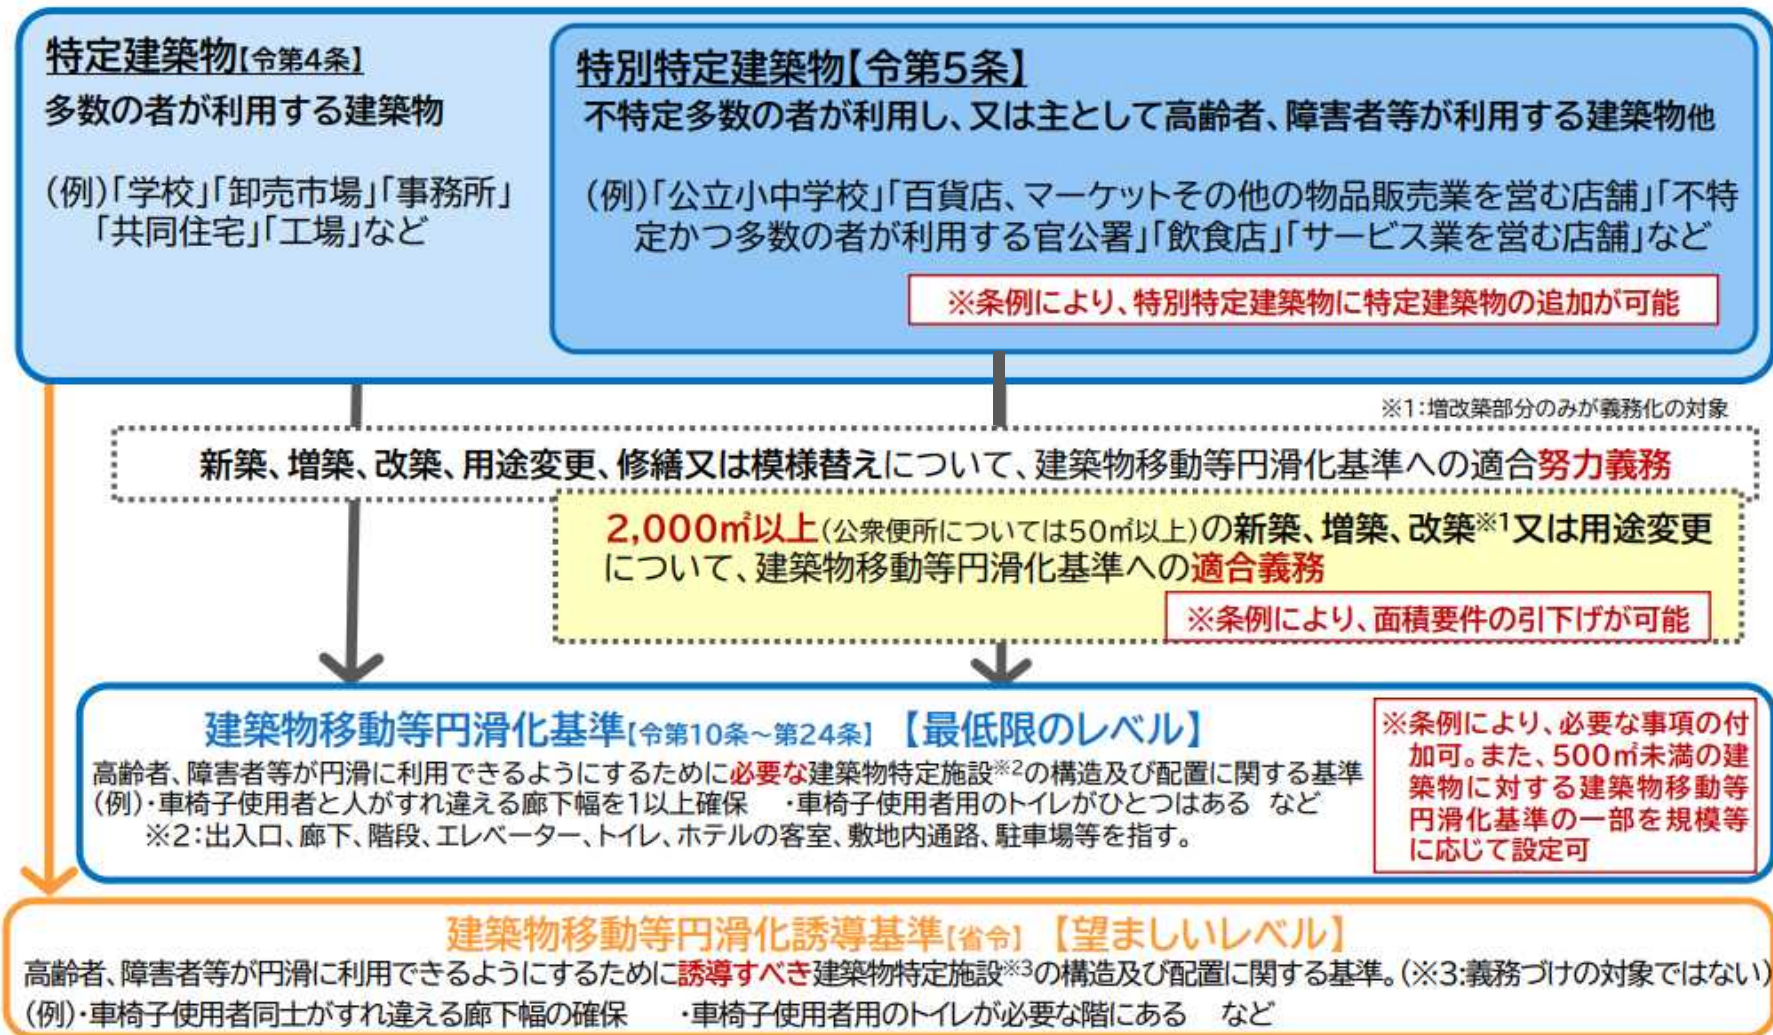 特定建築物【令第4条】
多数の者が利用する建築物
(例)「学校」「卸売市場」「事務所」
「共同住宅」「工場」など
特別特定建築物【令第5条】
不特定多数の者が利用し、又は主として高齢者、障害者等が利用する建築物他
(例)「公立小中学校」「百貨店、マーケットその他の物品販売業を営む店舗」「不特
定かつ多数の者が利用する官公署」「飲食店」「サービス業を営む店舗」など
※条例により、特別特定建築物に特定建築物の追加が可能
※1:増改築部分のみが義務化の対象
新築、増築、改築、用途変更、修繕又は模様替えについて、建築物移動等円滑化基準への適合努力義務
2,000㎡以上(公衆便所については50㎡以上)の新築、増築、改築※1又は用途変更
について、建築物移動等円滑化基準への適合義務
※条例により、面積要件の引下げが可能
建築物移動等円滑化基準【令第10条~第24条】【最低限のレベル】
高齢者、障害者等が円滑に利用できるようにするために必要な建築物特定施設※2の構造及び配置に関する基準
(例)・車椅子使用者と人がすれ違える廊下幅を1以上確保 ・車椅子使用者用のトイレがひとつはある など
※2:出入口、廊下、階段、エレベーター、トイレ、ホテルの客室、敷地内通路、駐車場等を指す。
※条例により、必要な事項の付
加可。また、500㎡未満の建
築物に対する建築物移動等
円滑化基準の一部を規模等
に応じて設定可
建築物移動等円滑化誘導基準【省令】【望ましいレベル】
高齢者、障害者等が円滑に利用できるようにするために誘導すべき建築物特定施設※3の構造及び配置に関する基準。(※3:義務づけの対象ではない)
(例)・車椅子使用者同士がすれ違える廊下幅の確保 ・車椅子使用者用のトイレが必要な階にある など